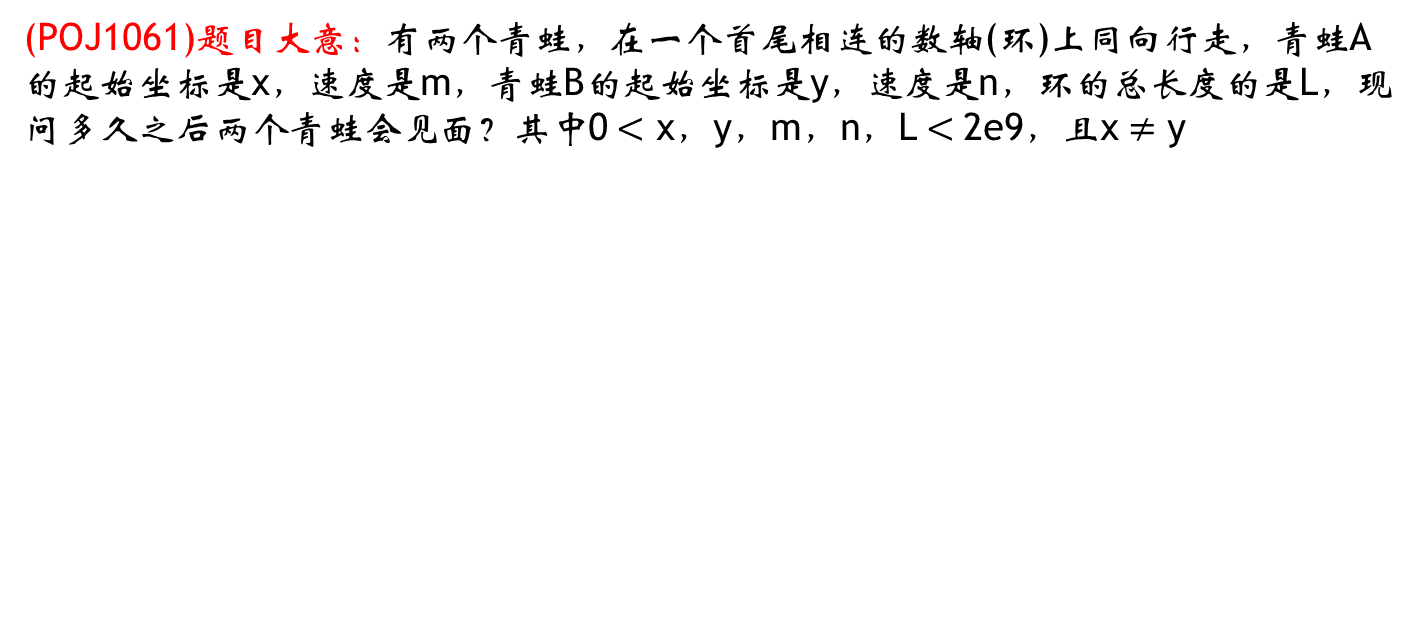 (POJ1061)题目大意：有两个青蛙，在一个首尾相连的数轴(环)上同向行走，青蛙A
的起始坐标是x，速度是m，青蛙B的起始坐标是y，速度是n，环的总长度的是L，现
问多久之后两个青蛙会见面？其中0＜x，y，m，n，L＜2e9，且x ≠ y